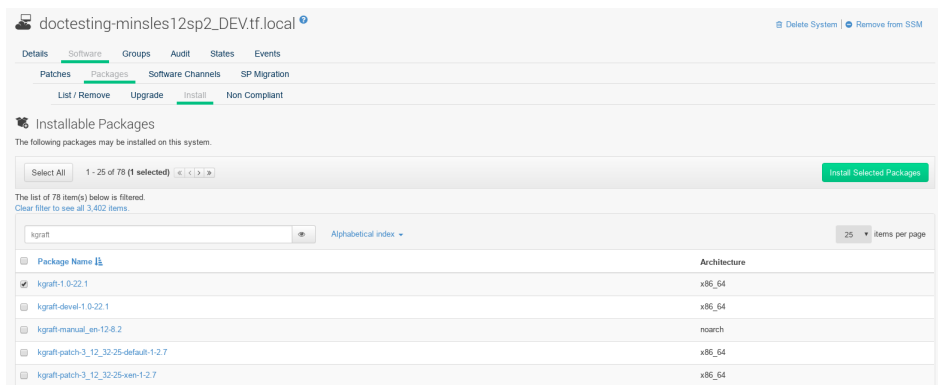 doctesting-minsles12sp2_DEV.tf.local ?
Delete System | Remove from SSM
Details Software Groups Audit States Events
Patches Packages Software Channels SP Migration
List / Remove Upgrade Install Non Compliant
Installable Packages
The following packages may be installed on this system.
Select All 1 - 25 of 78 (1 selected) Install Selected Packages
The list of 78 item(s) below is filtered.
Clear filter to see all 3,402 items.
kgraft Alphabetical index 25 items per page
Package Name Architecture
kgraft-1.0-22.1 x86_64
kgraft-devel-1.0-22.1 x86_64
kgraft-manual_en-12-8.2 noarch
kgraft-patch-3_12_32-25-default-1-2.7 x86_64
kgraft-patch-3_12_32-25-xen-1-2.7 x86_64